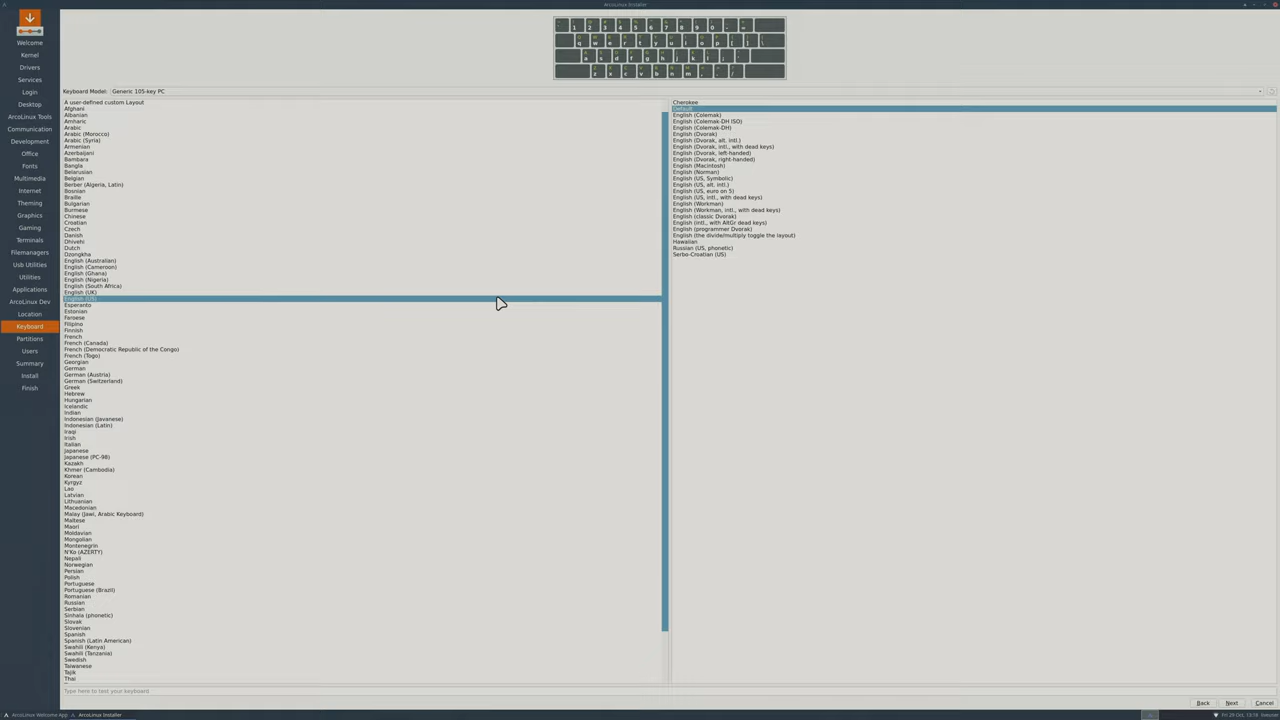 ArcoLinux Installer
Welcome
Kernel
Drivers
Services
Login
Desktop
ArcoLinux Tools
Communication
Development
Office
Fonts
Multimedia
Internet
Theming
Graphics
Gaming
Terminals
Filemanagers
Usb Utilities
Utilities
Applications
ArcoLinux Dev
Location
Keyboard
Partitions
Users
Summary
Install
Finish
Keyboard Model: Generic 105-key PC
A user-defined custom Layout
Afghani
Albanian
Amharic
Arabic
Arabic (Morocco)
Arabic (Syria)
Armenian
Azerbaijani
Bambara
Bangla
Belarusian
Belgian
Berber (Algeria, Latin)
Bosnian
Braille
Bulgarian
Burmese
Chinese
Croatian
Czech
Danish
Dhivehi
Dutch
Dzongkha
English (Australian)
English (Cameroon)
English (Ghana)
English (Nigeria)
English (South Africa)
English (UK)
English (US)
Esperanto
Estonian
Faroese
Filipino
Finnish
French
French (Canada)
French (Democratic Republic of the Congo)
French (Togo)
Georgian
German
German (Austria)
German (Switzerland)
Greek
Hebrew
Hungarian
Icelandic
Indian
Indonesian (Javanese)
Indonesian (Latin)
Iraqi
Irish
Italian
Japanese
Japanese (PC-98)
Kazakh
Khmer (Cambodia)
Korean
Kyrgyz
Lao
Latvian
Lithuanian
Macedonian
Malay (Jawi, Arabic Keyboard)
Maltese
Maori
Moldavian
Mongolian
Montenegrin
N'Ko (AZERTY)
Nepali
Norwegian
Persian
Polish
Portuguese
Portuguese (Brazil)
Romanian
Russian
Serbian
Sinhala (phonetic)
Slovak
Slovenian
Spanish
Spanish (Latin American)
Swahili (Kenya)
Swahili (Tanzania)
Swedish
Taiwanese
Tajik
Thai
Cherokee
Default
English (Colemak)
English (Colemak-DH ISO)
English (Colemak-DH)
English (Dvorak)
English (Dvorak, alt. intl.)
English (Dvorak, intl., with dead keys)
English (Dvorak, left-handed)
English (Dvorak, right-handed)
English (Macintosh)
English (Norman)
English (US, Symbolic)
English (US, alt. intl.)
English (US, euro on 5)
English (US, intl., with dead keys)
English (Workman)
English (Workman, intl., with dead keys)
English (classic Dvorak)
English (intl., with AltGr dead keys)
English (programmer Dvorak)
English (the divide/multiply toggle the layout)
Hawaiian
Russian (US, phonetic)
Serbo-Croatian (US)
Type here to test your keyboard
Back Next Cancel
ArcoLinux Welcome App ArcoLinux Installer